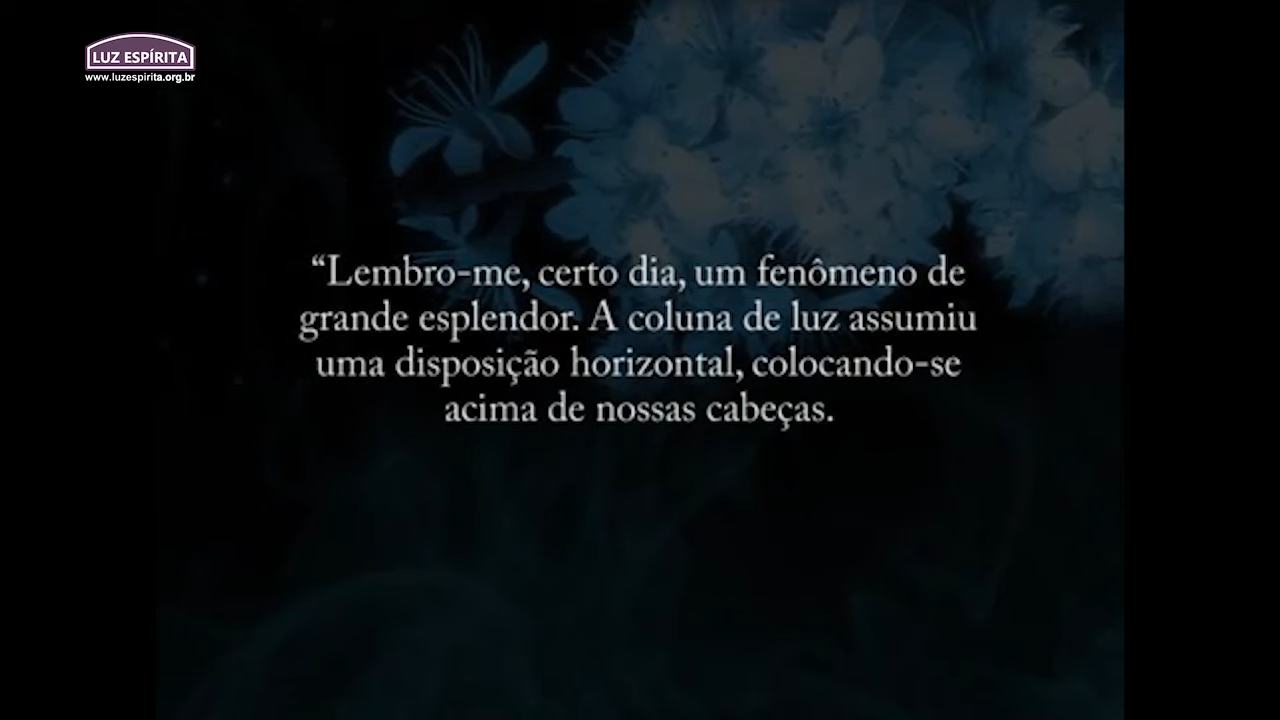 LUZ ESPÍRITA
www.luzespirita.org.br
“Lembro-me, certo dia, um fenômeno de
grande esplendor. A coluna de luz assumiu
uma disposição horizontal, colocando-se
acima de nossas cabeças.